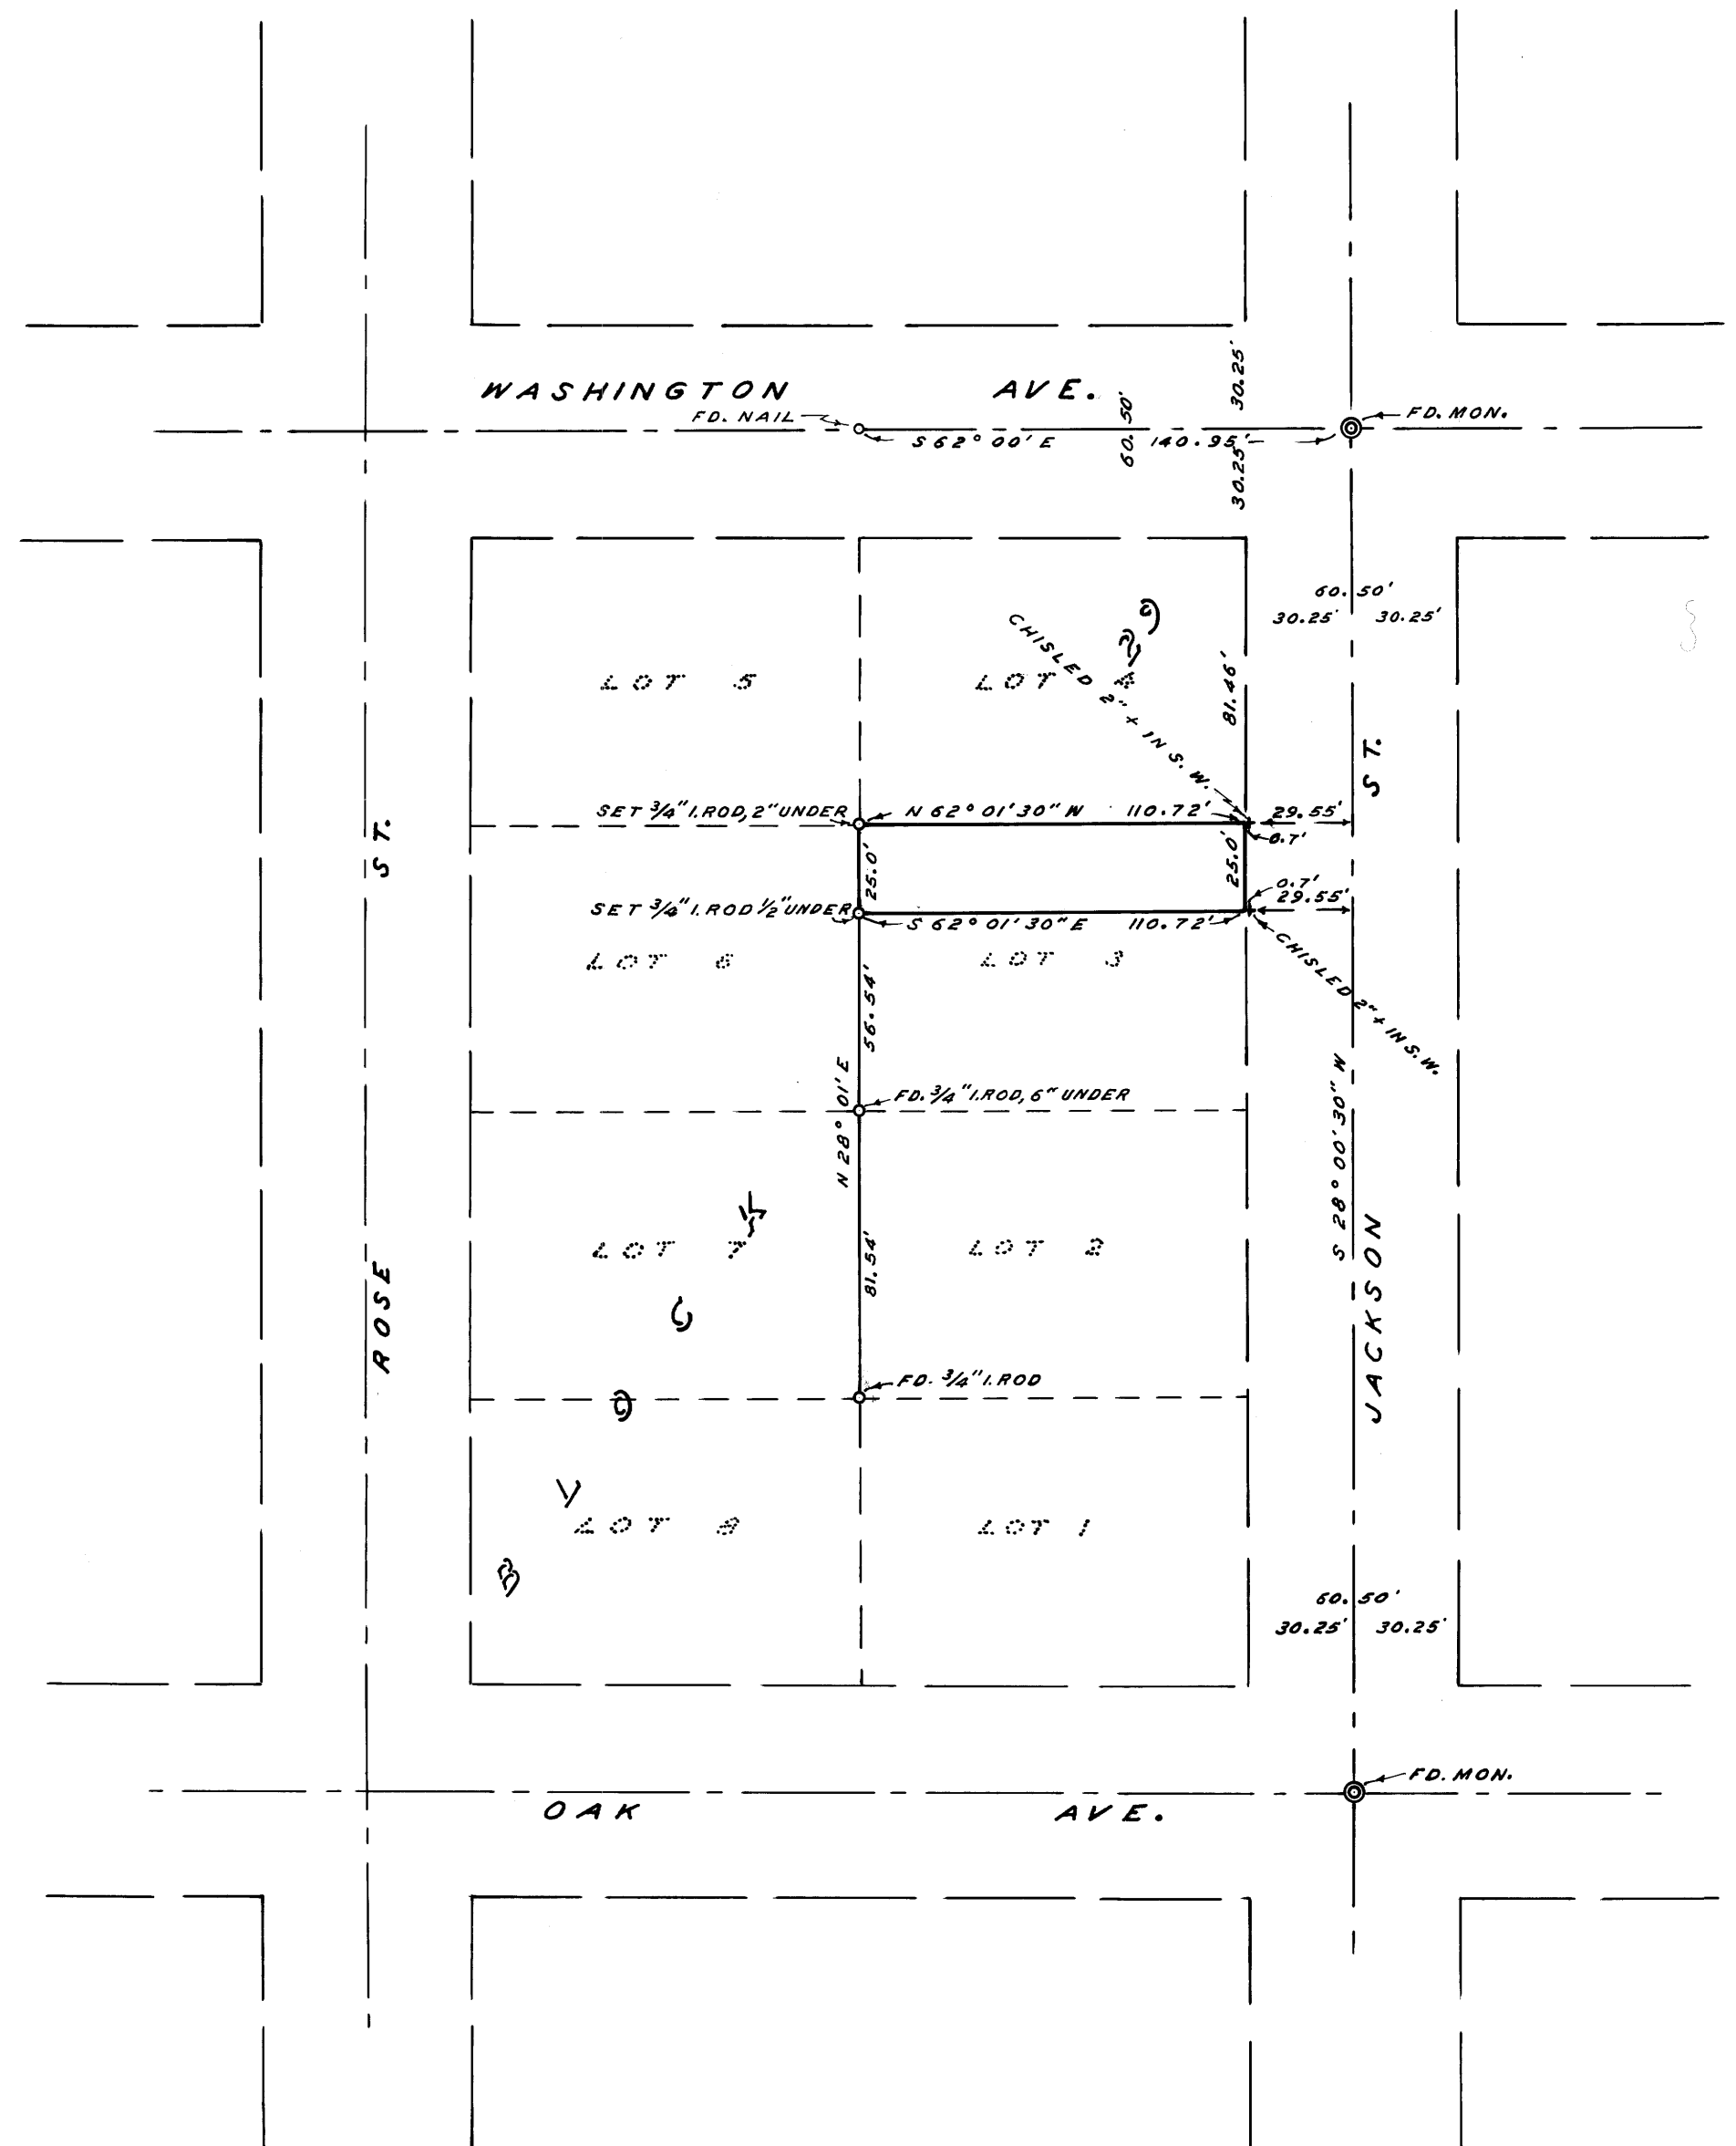 WASHINGTON AVE.
FD. NAIL
FD. MON.
S 62° 00' E 140.95'
60.50'
30.25'
30.25'
60.50'
30.25' 30.25'
CHISLED 2" x IN S. W.
LOT 5
LOT 4
29
81.46'
ST.
SET 3/4" I.ROD, 2" UNDER
N 62° 01' 30" W 110.72'
29.55'
0.7'
25.0'
25.0'
0.7'
29.55'
SET 3/4" I.ROD 1/2" UNDER
S 62° 01' 30" E 110.72'
CHISLED 2" x IN S.W.
ST.
LOT 6
LOT 3
56.54'
N 28° 01' E
FD. 3/4" I.ROD, 6" UNDER
S 28° 00' 30" W
LOT 7
LOT 2
81.54'
ROSE
JACKSON
BLOCK
FD. 3/4" I.ROD
LOT 8
LOT 1
60.50'
30.25' 30.25'
FD. MON.
OAK AVE.